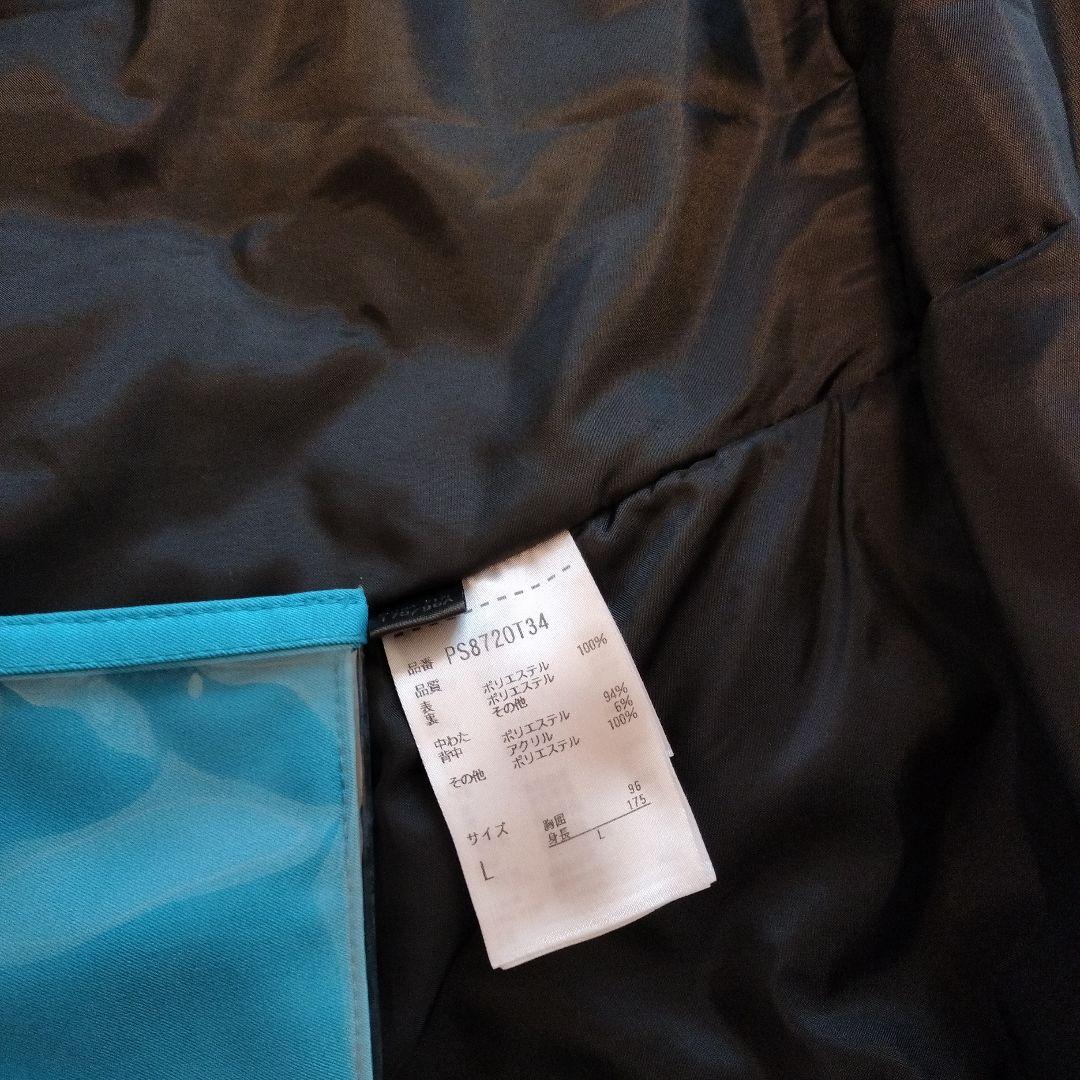 175/96A
品番 PS8720T34
品質
表 ポリエステル 100%
裏 ポリエステル
その他
中わた ポリエステル 94%
背中 アクリル 6%
その他 ポリエステル 100%
サイズ 胸囲 96
身長 175
L L